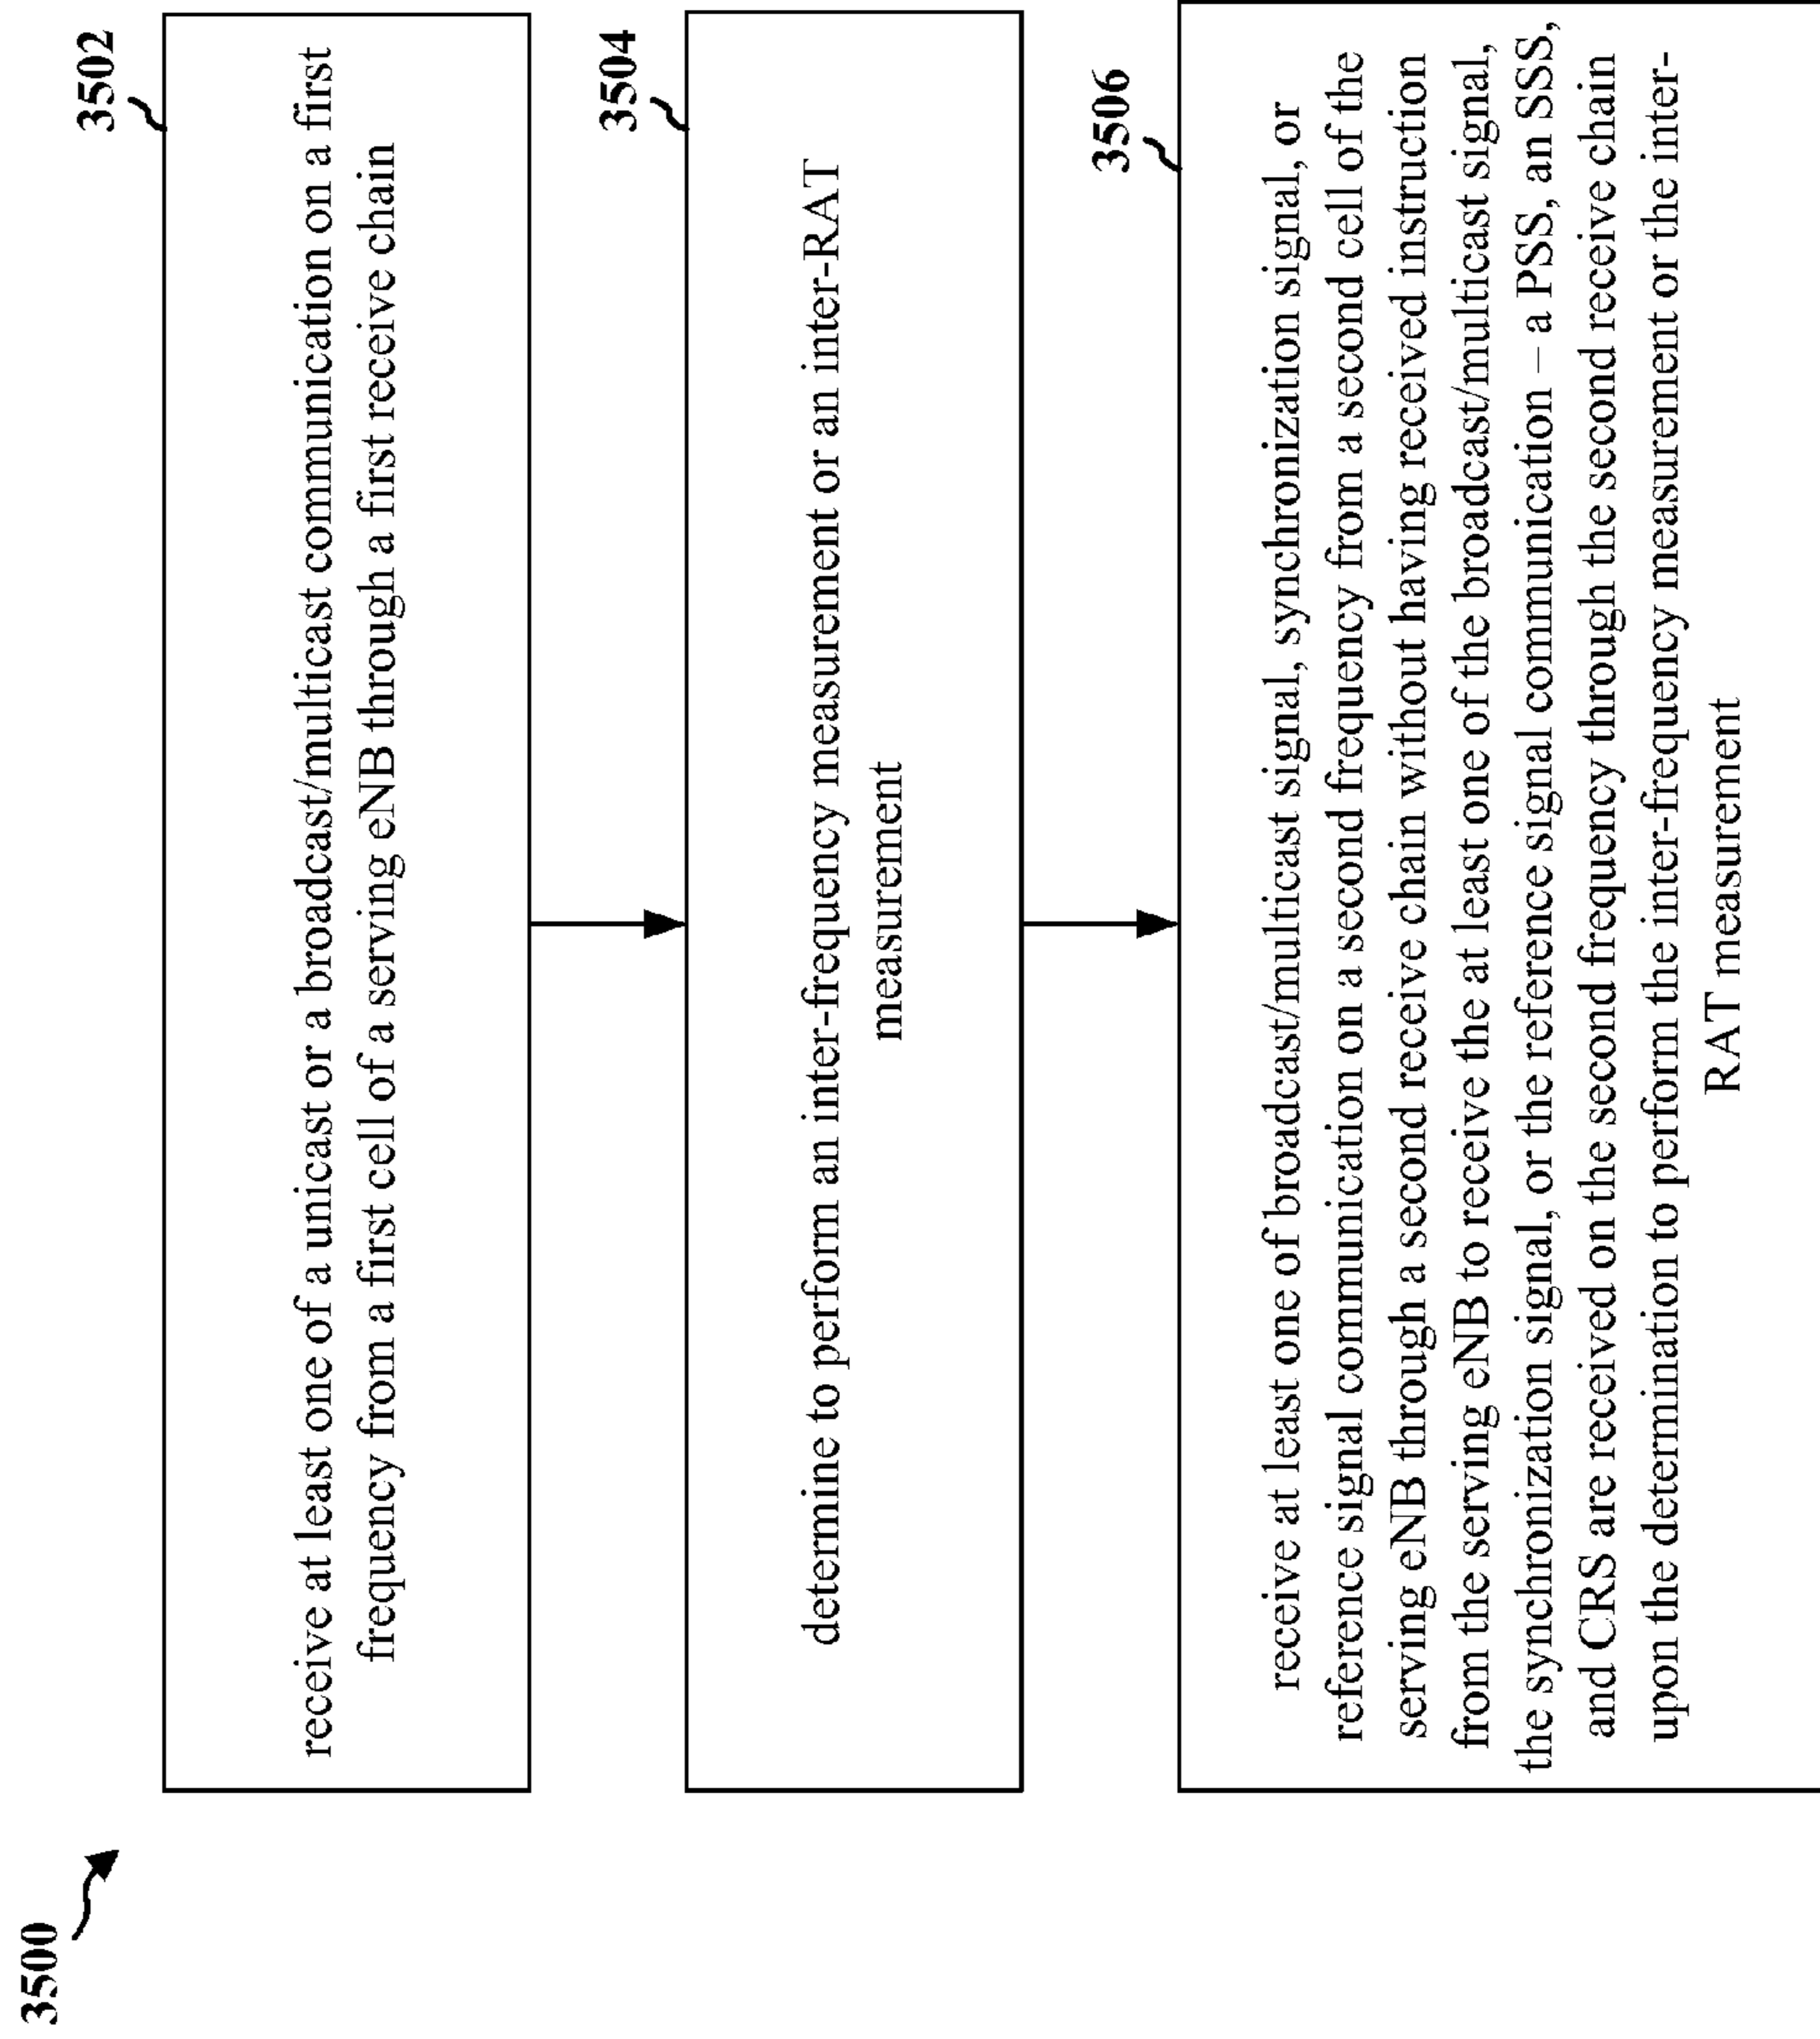 3500
3502
receive at least one of a unicast or a broadcast/multicast communication on a first
frequency from a first cell of a serving eNB through a first receive chain
3504
determine to perform an inter-frequency measurement or an inter-RAT
measurement
3506
receive at least one of broadcast/multicast signal, synchronization signal, or
reference signal communication on a second frequency from a second cell of the
serving eNB through a second receive chain without having received instruction
from the serving eNB to receive the at least one of the broadcast/multicast signal,
the synchronization signal, or the reference signal communication – a PSS, an SSS,
and CRS are received on the second frequency through the second receive chain
upon the determination to perform the inter-frequency measurement or the inter-
RAT measurement